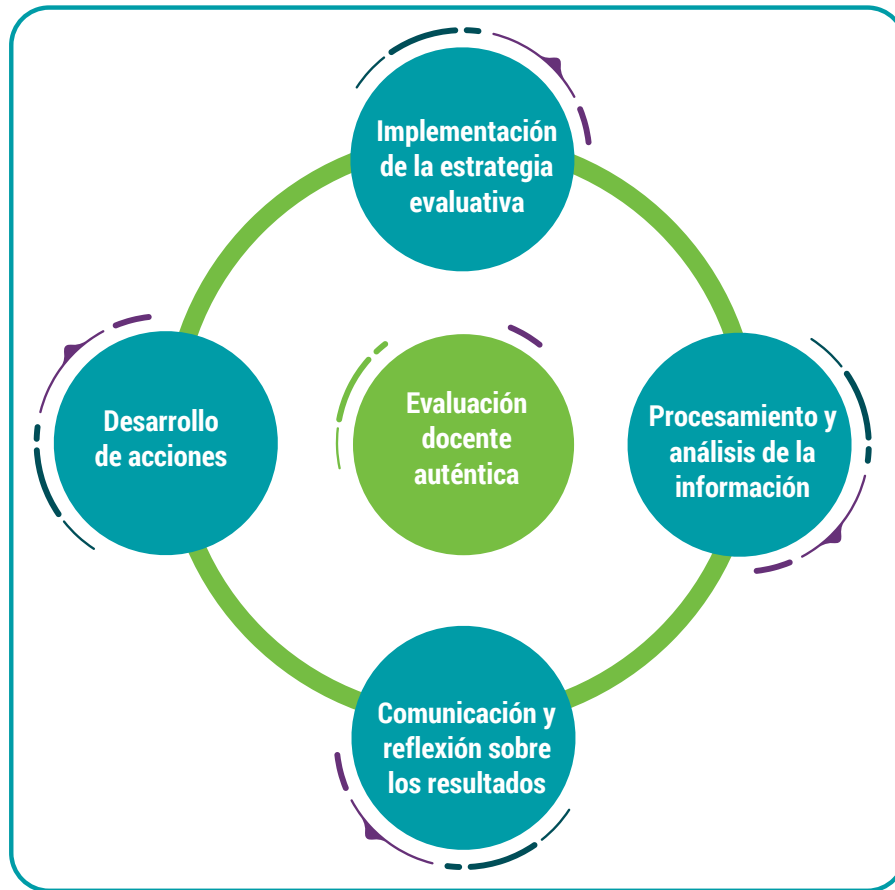 Implementación
de la estrategia
evaluativa
Desarrollo
de acciones
Evaluación
docente
auténtica
Procesamiento y
análisis de la
información
Comunicación y
reflexión sobre
los resultados